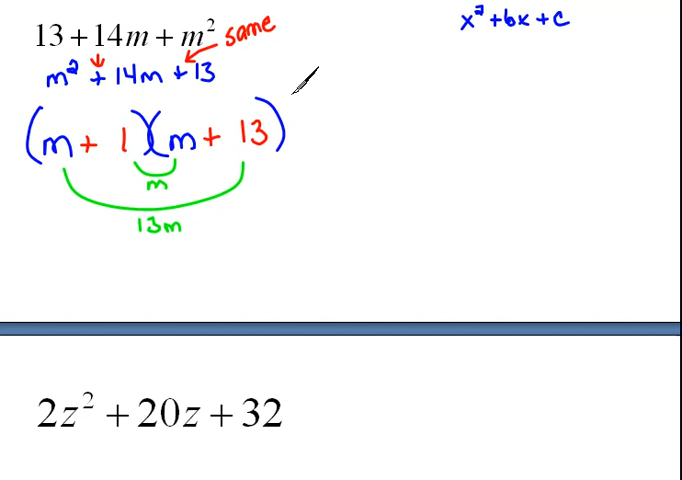 13 + 14m + m² same
x² + bx + c
m² + 14m + 13
(m + 1)(m + 13)
m
13m
2z² + 20z + 32